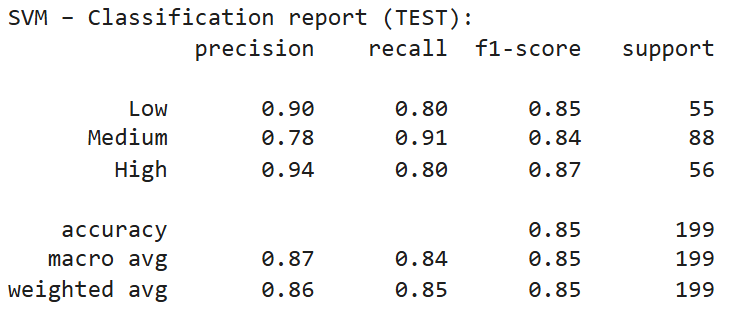 SVM – Classification report (TEST):
precision recall f1-score support
Low 0.90 0.80 0.85 55
Medium 0.78 0.91 0.84 88
High 0.94 0.80 0.87 56
accuracy 0.85 199
macro avg 0.87 0.84 0.85 199
weighted avg 0.86 0.85 0.85 199